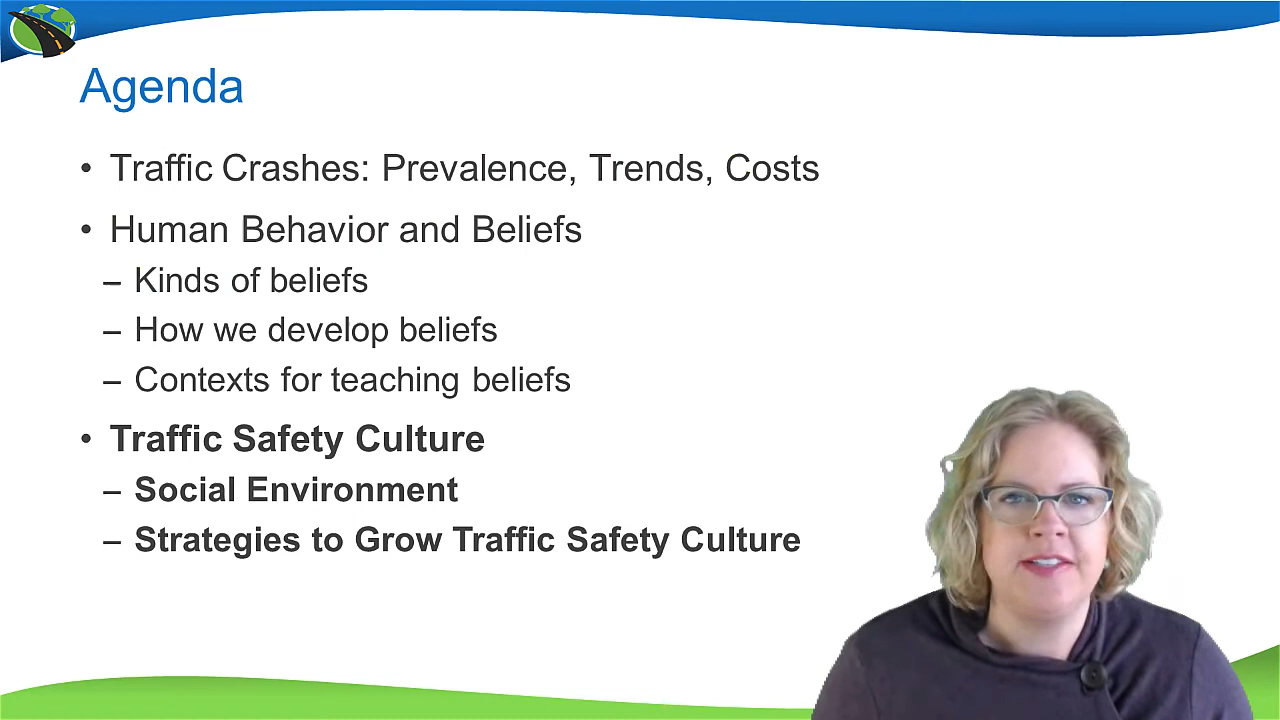 Agenda
• Traffic Crashes: Prevalence, Trends, Costs
• Human Behavior and Beliefs
– Kinds of beliefs
– How we develop beliefs
– Contexts for teaching beliefs
• Traffic Safety Culture
– Social Environment
– Strategies to Grow Traffic Safety Culture